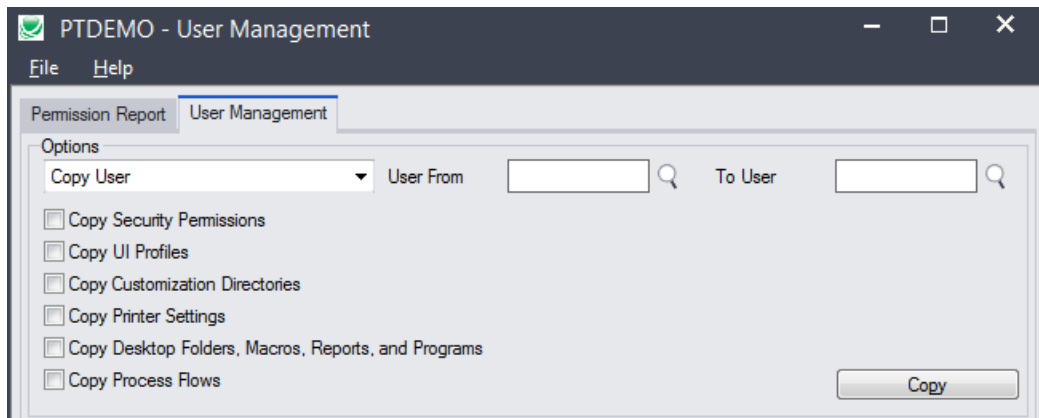 PTDEMO - User Management
File Help
Permission Report User Management
Options
Copy User User From To User
Copy Security Permissions
Copy UI Profiles
Copy Customization Directories
Copy Printer Settings
Copy Desktop Folders, Macros, Reports, and Programs
Copy Process Flows
Copy